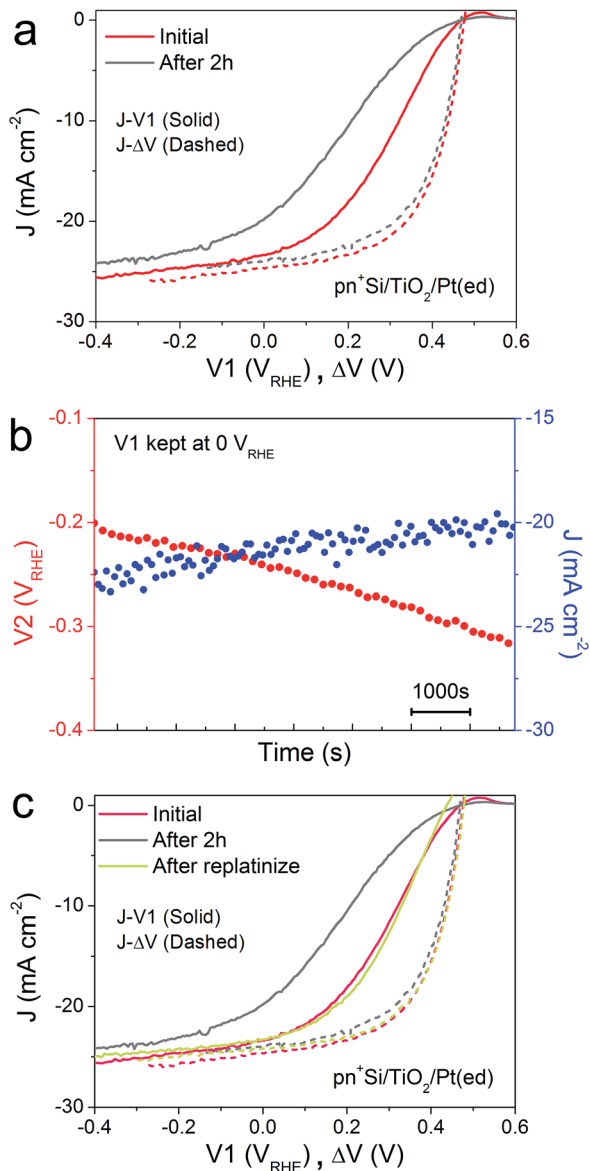 a
0
-10
-20
-30
J (mA cm-2)
Initial
After 2h
J-V1 (Solid)
J-ΔV (Dashed)
pn+Si/TiO2/Pt(ed)
-0.4 -0.2 0.0 0.2 0.4 0.6
V1 (VRHE) , ΔV (V)
b
-0.1
-0.2
-0.3
-0.4
V2 (VRHE)
V1 kept at 0 VRHE
1000s
-15
-20
-25
-30
J (mA cm-2)
Time (s)
c
0
-10
-20
-30
J (mA cm-2)
Initial
After 2h
After replatinize
J-V1 (Solid)
J-ΔV (Dashed)
pn+Si/TiO2/Pt(ed)
-0.4 -0.2 0.0 0.2 0.4 0.6
V1 (VRHE) , ΔV (V)